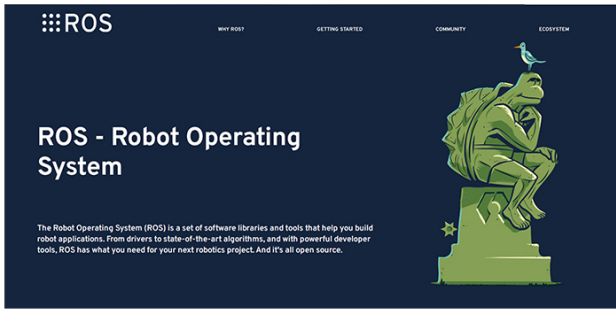 ROS
WHY ROS?
GETTING STARTED
COMMUNITY
ECOSYSTEM
ROS - Robot Operating
System
The Robot Operating System (ROS) is a set of software libraries and tools that help you build
robot applications. From drivers to state-of-the-art algorithms, and with powerful developer
tools, ROS has what you need for your next robotics project. And it's all open source.